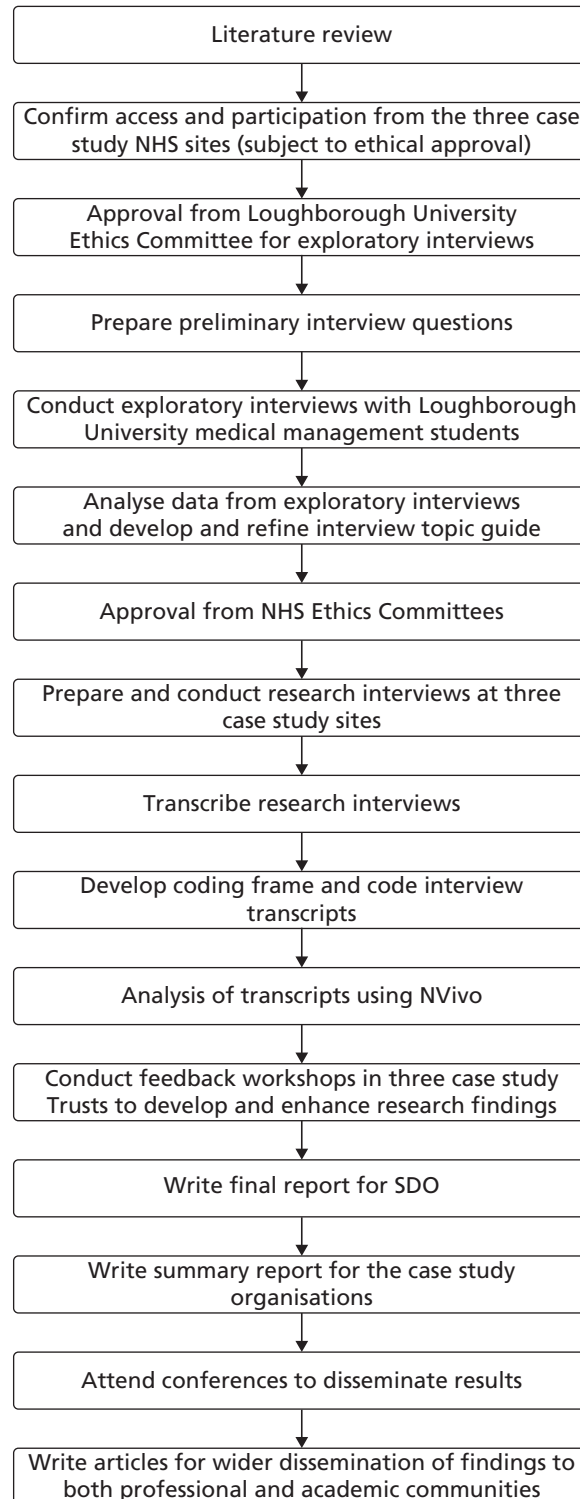 Literature review
Confirm access and participation from the three case
study NHS sites (subject to ethical approval)
Approval from Loughborough University
Ethics Committee for exploratory interviews
Prepare preliminary interview questions
Conduct exploratory interviews with Loughborough
University medical management students
Analyse data from exploratory interviews
and develop and refine interview topic guide
Approval from NHS Ethics Committees
Prepare and conduct research interviews at three
case study sites
Transcribe research interviews
Develop coding frame and code interview
transcripts
Analysis of transcripts using NVivo
Conduct feedback workshops in three case study
Trusts to develop and enhance research findings
Write final report for SDO
Write summary report for the case study
organisations
Attend conferences to disseminate results
Write articles for wider dissemination of findings to
both professional and academic communities